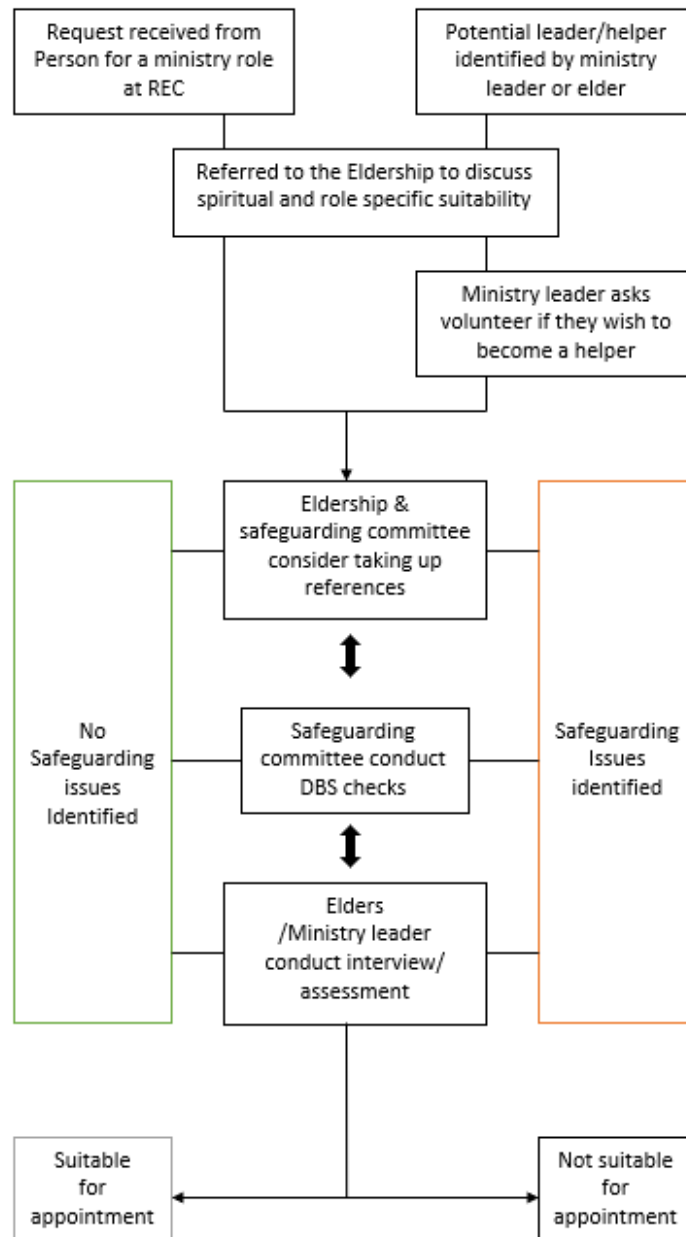 Request received from
Person for a ministry role
at REC
Potential leader/helper
identified by ministry
leader or elder
Referred to the Eldership to discuss
spiritual and role specific suitability
Ministry leader asks
volunteer if they wish to
become a helper
Eldership &
safeguarding committee
consider taking up
references
No
Safeguarding
issues
Identified
Safeguarding
committee conduct
DBS checks
Safeguarding
Issues
identified
Elders
/Ministry leader
conduct interview/
assessment
Suitable
for
appointment
Not suitable
for
appointment